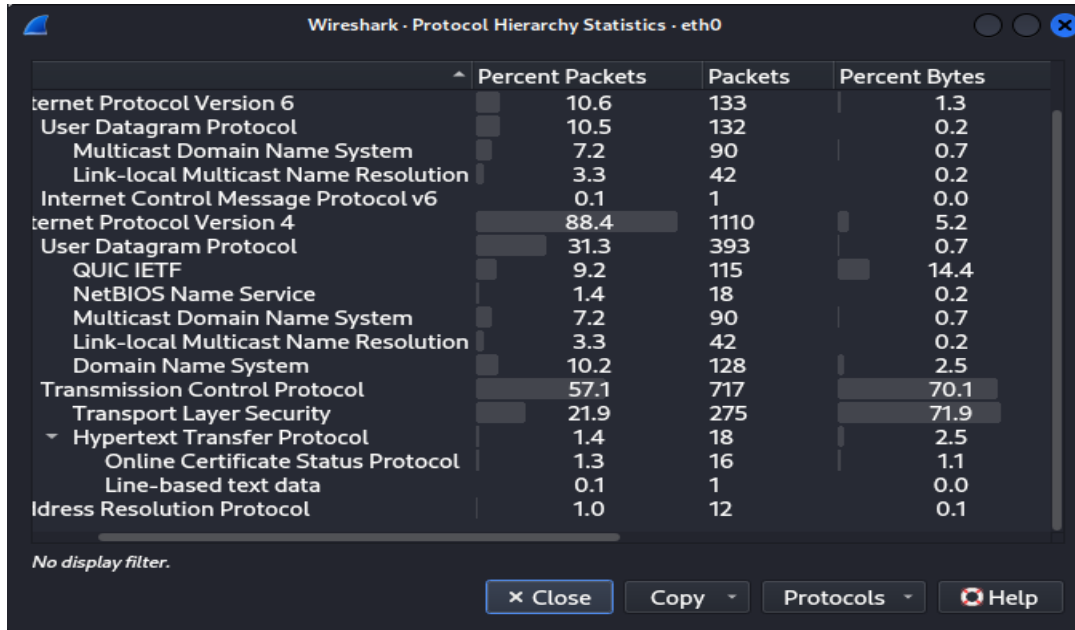 Wireshark · Protocol Hierarchy Statistics · eth0
Percent Packets Packets Percent Bytes
ternet Protocol Version 6 10.6 133 1.3
User Datagram Protocol 10.5 132 0.2
Multicast Domain Name System 7.2 90 0.7
Link-local Multicast Name Resolution 3.3 42 0.2
Internet Control Message Protocol v6 0.1 1 0.0
ternet Protocol Version 4 88.4 1110 5.2
User Datagram Protocol 31.3 393 0.7
QUIC IETF 9.2 115 14.4
NetBIOS Name Service 1.4 18 0.2
Multicast Domain Name System 7.2 90 0.7
Link-local Multicast Name Resolution 3.3 42 0.2
Domain Name System 10.2 128 2.5
Transmission Control Protocol 57.1 717 70.1
Transport Layer Security 21.9 275 71.9
Hypertext Transfer Protocol 1.4 18 2.5
Online Certificate Status Protocol 1.3 16 1.1
Line-based text data 0.1 1 0.0
ddress Resolution Protocol 1.0 12 0.1
No display filter.
× Close Copy Protocols Help